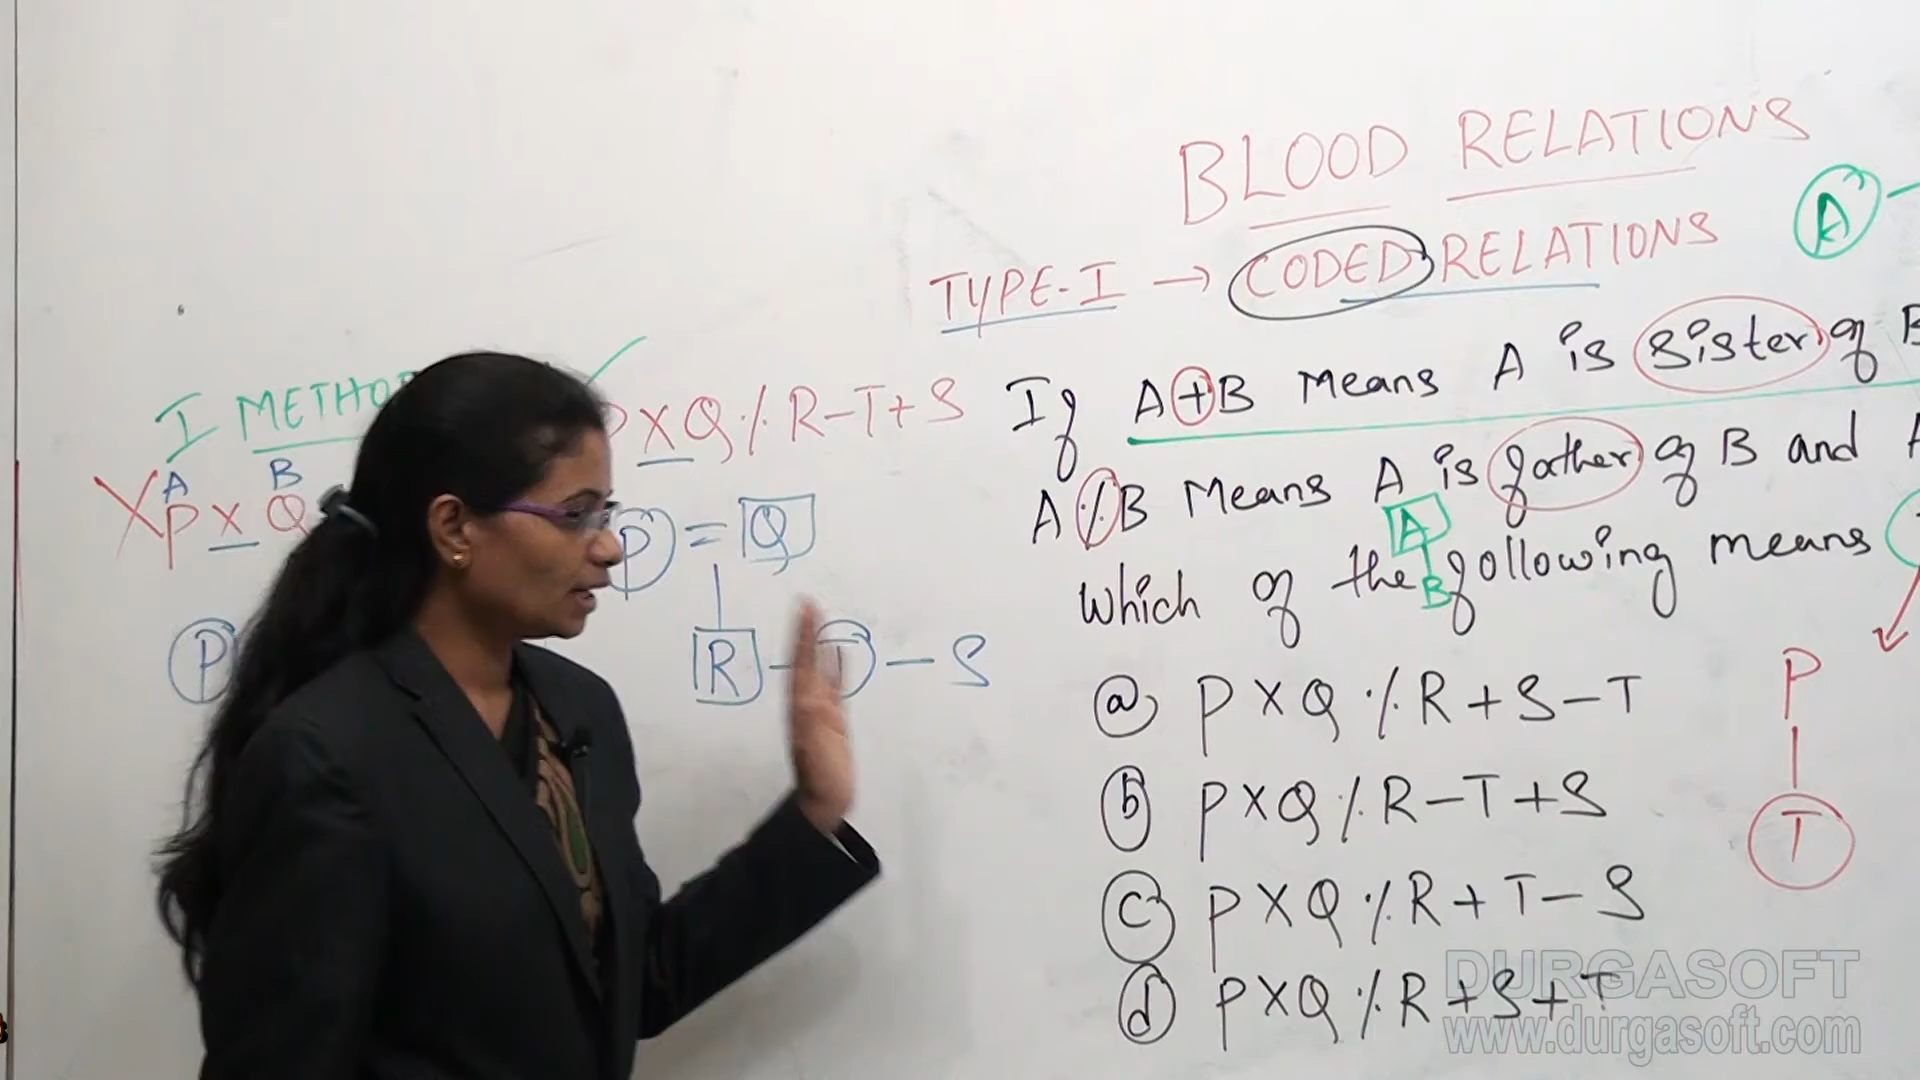 BLOOD RELATIONS
TYPE-I → CODED RELATIONS
A
If A+B Means A is sister of B
A % B Means A is father of B and A
A
B
Which of the following means
ⓐ P X Q % R + S - T
ⓑ P X Q % R - T + S
ⓒ P X Q % R + T - S
ⓓ P X Q % R + S + T
P
T
I METHO
P X Q % R - T + S
A B
P X Q
P = Q
P
R - T - S
DURGASOFT
www.durgasoft.com